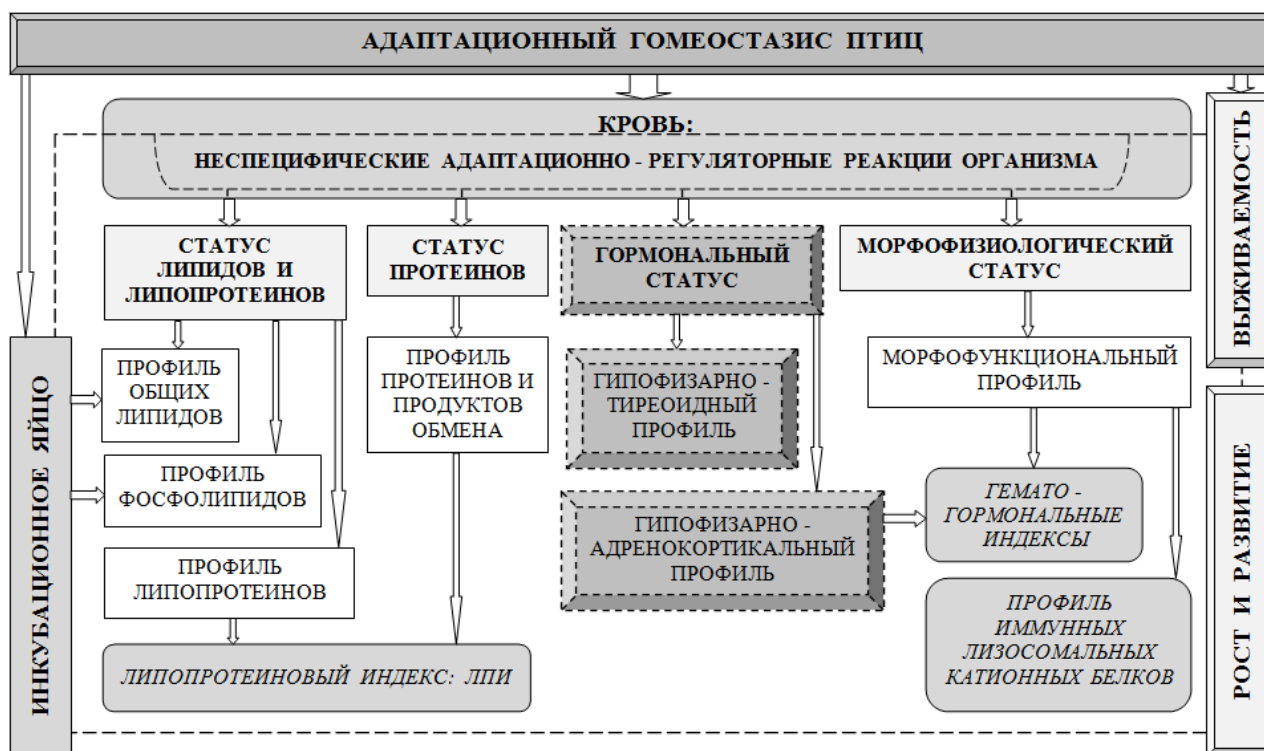 АДАПТАЦИОННЫЙ ГОМЕОСТАЗИС ПТИЦ
КРОВЬ:
НЕСПЕЦИФИЧЕСКИЕ АДАПТАЦИОННО - РЕГУЛЯТОРНЫЕ РЕАКЦИИ ОРГАНИЗМА
ВЫЖИВАЕМОСТЬ
РОСТ И РАЗВИТИЕ
ИНКУБАЦИОННОЕ ЯЙЦО
СТАТУС
ЛИПИДОВ И
ЛИПОПРОТЕИНОВ
СТАТУС
ПРОТЕИНОВ
ГОРМОНАЛЬНЫЙ
СТАТУС
МОРФОФИЗИОЛОГИЧЕСКИЙ
СТАТУС
ПРОФИЛЬ
ОБЩИХ
ЛИПИДОВ
ПРОФИЛЬ
ПРОТЕИНОВ И
ПРОДУКТОВ
ОБМЕНА
ГИПОФИЗАРНО -
ТИРЕОИДНЫЙ
ПРОФИЛЬ
МОРФОФУНКЦИОНАЛЬНЫЙ
ПРОФИЛЬ
ПРОФИЛЬ
ФОСФОЛИПИДОВ
ГИПОФИЗАРНО -
АДРЕНОКОРТИКАЛЬНЫЙ
ПРОФИЛЬ
ГЕМАТО -
ГОРМОНАЛЬНЫЕ
ИНДЕКСЫ
ПРОФИЛЬ
ЛИПОПРОТЕИНОВ
ПРОФИЛЬ
ИММУННЫХ
ЛИЗОСОМАЛЬНЫХ
КАТИОННЫХ БЕЛКОВ
ЛИПОПРОТЕИНОВЫЙ ИНДЕКС: ЛПИ